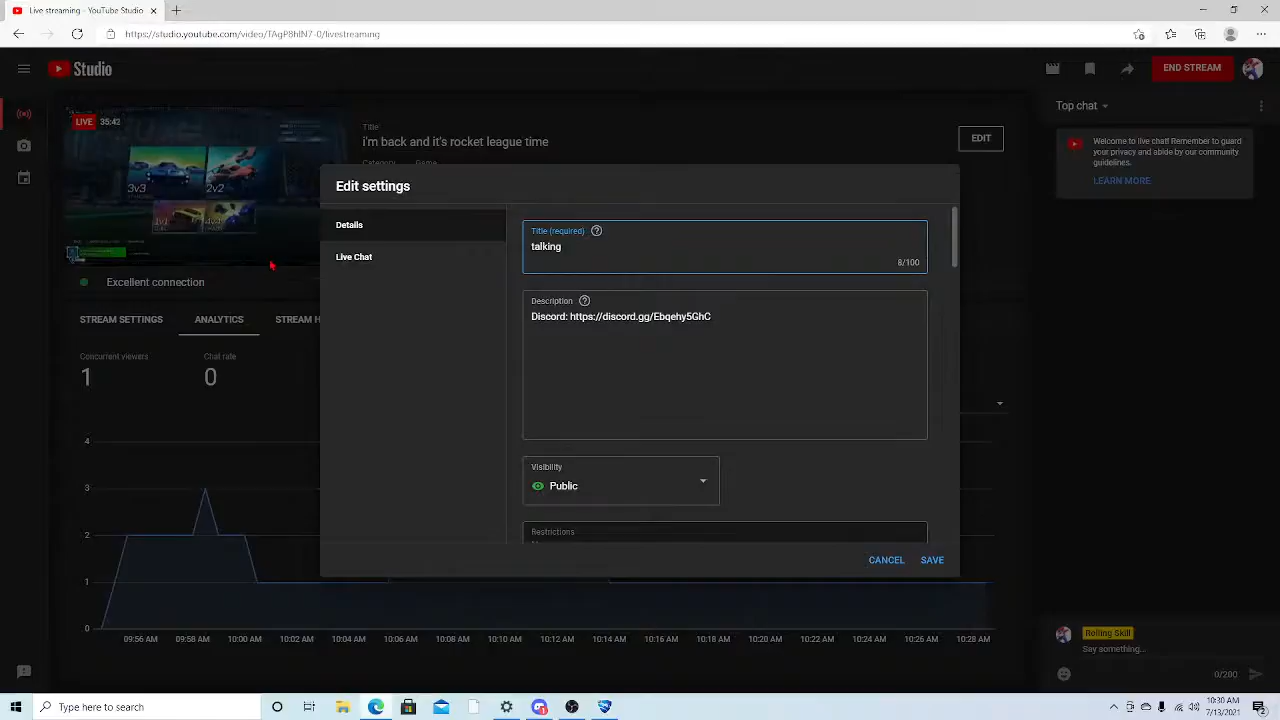 Live streaming - YouTube Studio
https://studio.youtube.com/video/TAgP8hlN7-0/livestreaming
Studio
END STREAM
LIVE 35:42
3v3
2v2
1v1
Title
i'm back and it's rocket league time
Category Game
EDIT
Top chat
Welcome to live chat! Remember to guard
your privacy and abide by our community
guidelines.
LEARN MORE
Edit settings
Details
Live Chat
Title (required)
talking
8/100
Description
Discord: https://discord.gg/Ebqehy5GhC
Visibility
Public
Restrictions
CANCEL SAVE
Excellent connection
STREAM SETTINGS ANALYTICS STREAM H
Concurrent viewers
1
Chat rate
0
4
3
2
1
0
09:56 AM 09:58 AM 10:00 AM 10:02 AM 10:04 AM 10:06 AM 10:08 AM 10:10 AM 10:12 AM 10:14 AM 10:16 AM 10:18 AM 10:20 AM 10:22 AM 10:24 AM 10:26 AM 10:28 AM
Rolling Skill
Say something...
0/200
Type here to search
10:30 AM
7/13/2021